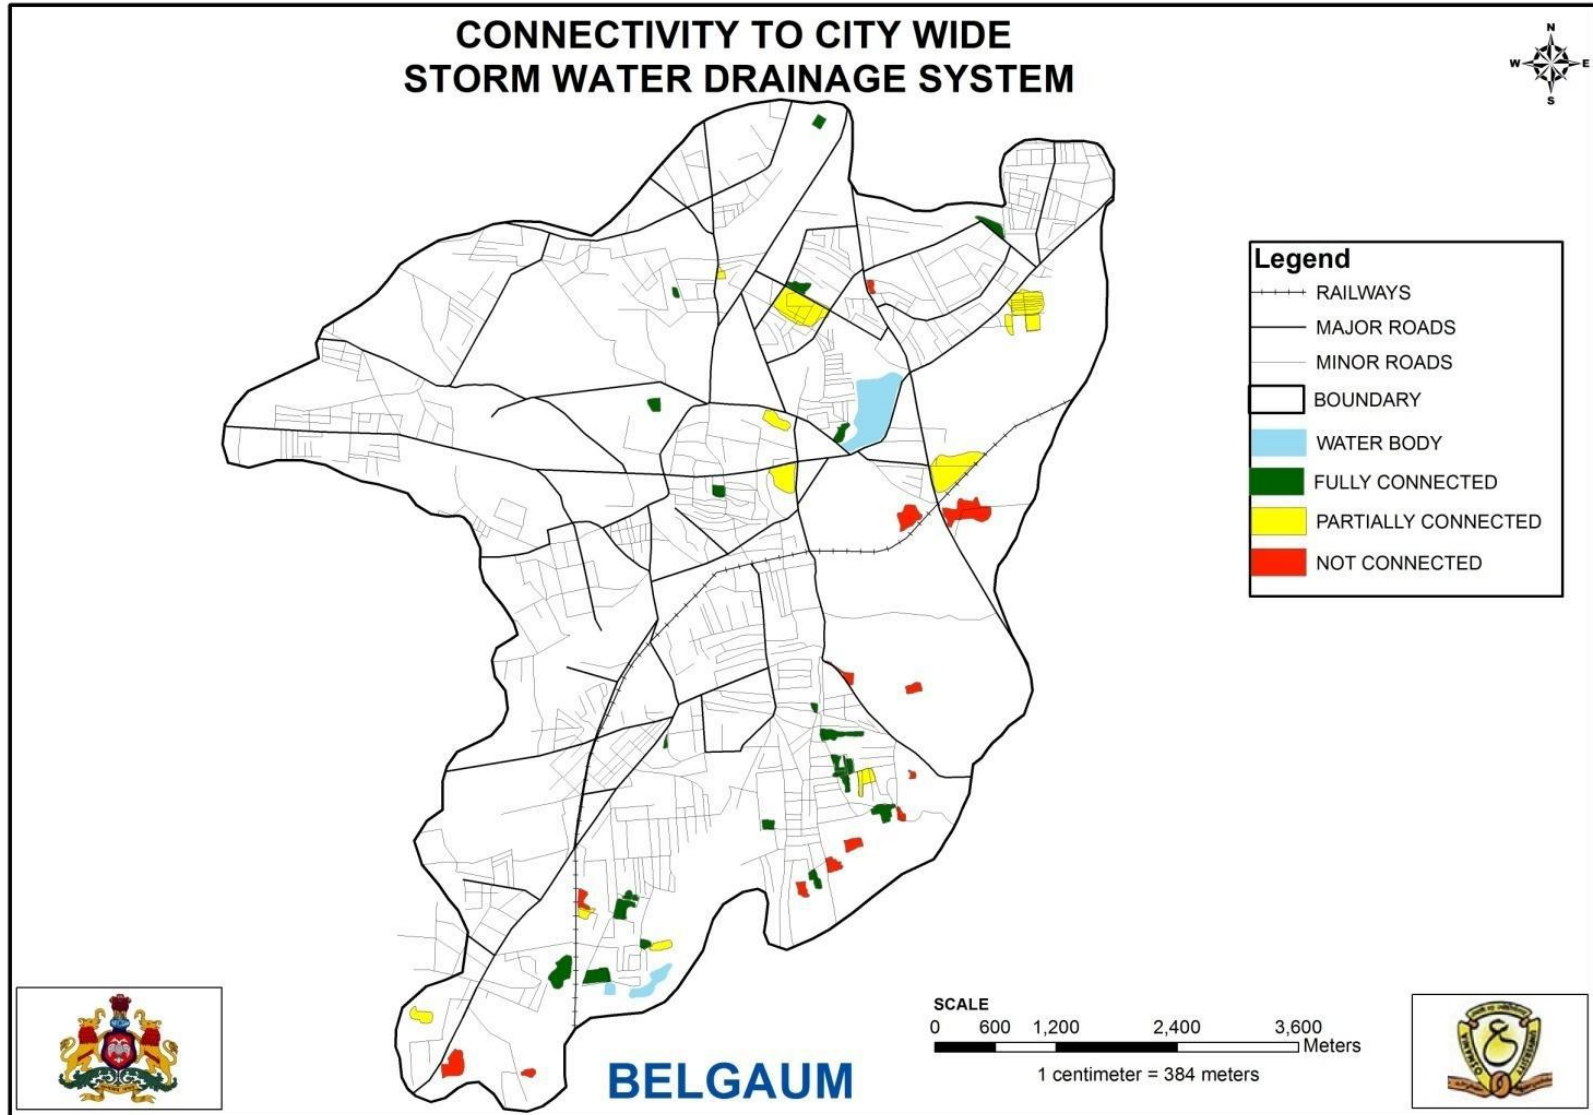 CONNECTIVITY TO CITY WIDE
STORM WATER DRAINAGE SYSTEM
N
W E
S
Legend
RAILWAYS
MAJOR ROADS
MINOR ROADS
BOUNDARY
WATER BODY
FULLY CONNECTED
PARTIALLY CONNECTED
NOT CONNECTED
SCALE
0 600 1,200 2,400 3,600
Meters
1 centimeter = 384 meters
BELGAUM
OSMANIA UNIVERSITY